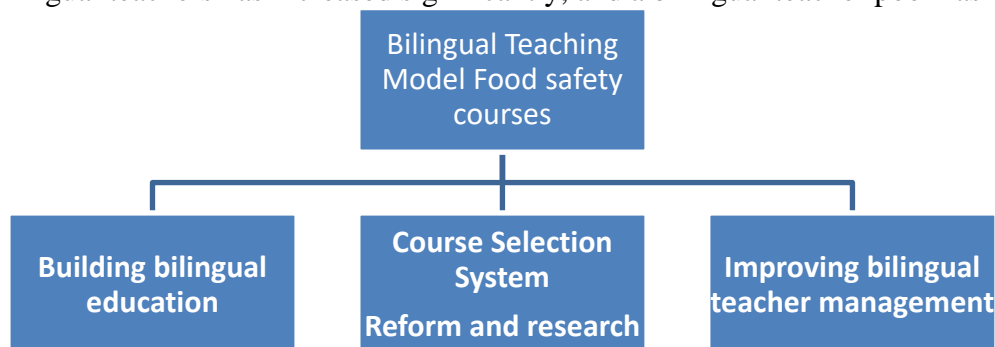 Bilingual Teaching
Model Food safety
courses
Building bilingual
education
Course Selection
System
Reform and research
Improving bilingual
teacher management